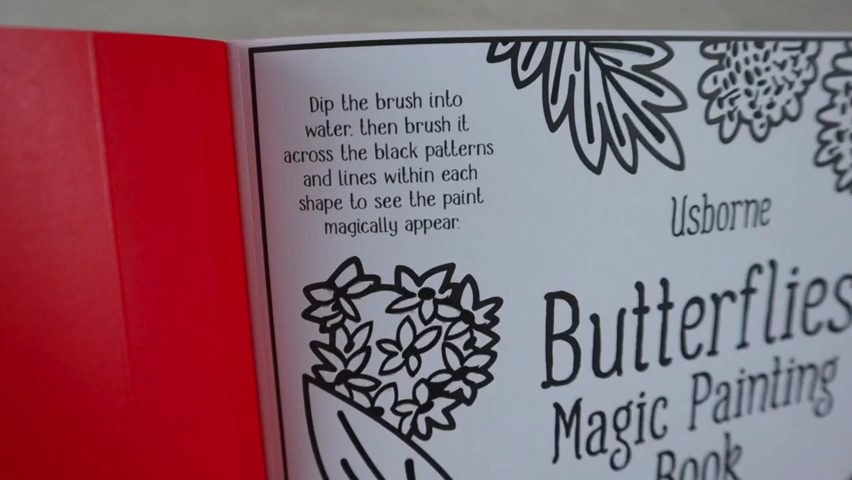 Dip the brush into
water, then brush it
across the black patterns
and lines within each
shape to see the paint
magically appear.
Usborne
Butterflies
Magic Painting
Book